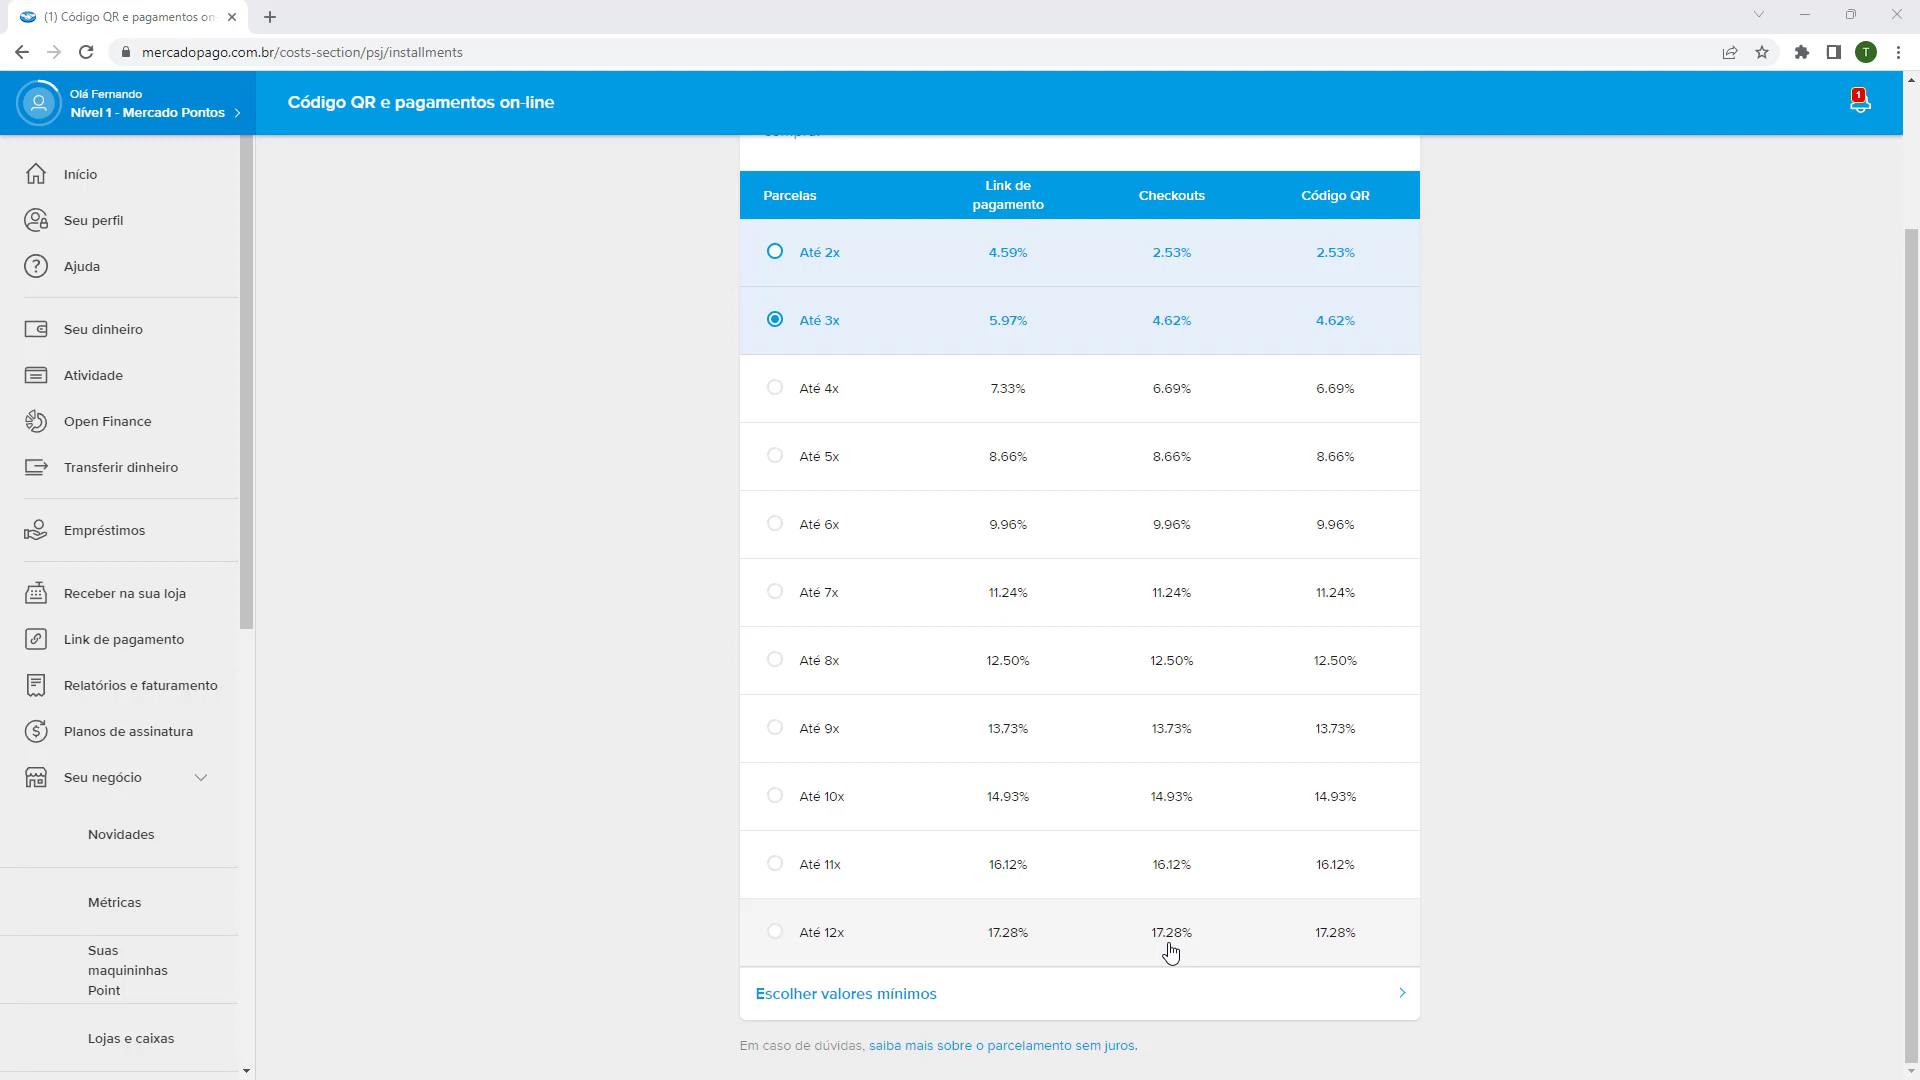 (1) Código QR e pagamentos on-
mercadopago.com.br/costs-section/psj/installments
T
Olá Fernando
Nível 1 - Mercado Pontos
Código QR e pagamentos on-line
1
Início
Seu perfil
Ajuda
Seu dinheiro
Atividade
Open Finance
Transferir dinheiro
Empréstimos
Receber na sua loja
Link de pagamento
Relatórios e faturamento
Planos de assinatura
Seu negócio
Novidades
Métricas
Suas
maquininhas
Point
Lojas e caixas
Parcelas Link de pagamento Checkouts Código QR
Até 2x 4.59% 2.53% 2.53%
Até 3x 5.97% 4.62% 4.62%
Até 4x 7.33% 6.69% 6.69%
Até 5x 8.66% 8.66% 8.66%
Até 6x 9.96% 9.96% 9.96%
Até 7x 11.24% 11.24% 11.24%
Até 8x 12.50% 12.50% 12.50%
Até 9x 13.73% 13.73% 13.73%
Até 10x 14.93% 14.93% 14.93%
Até 11x 16.12% 16.12% 16.12%
Até 12x 17.28% 17.28% 17.28%
Escolher valores mínimos
Em caso de dúvidas, saiba mais sobre o parcelamento sem juros.